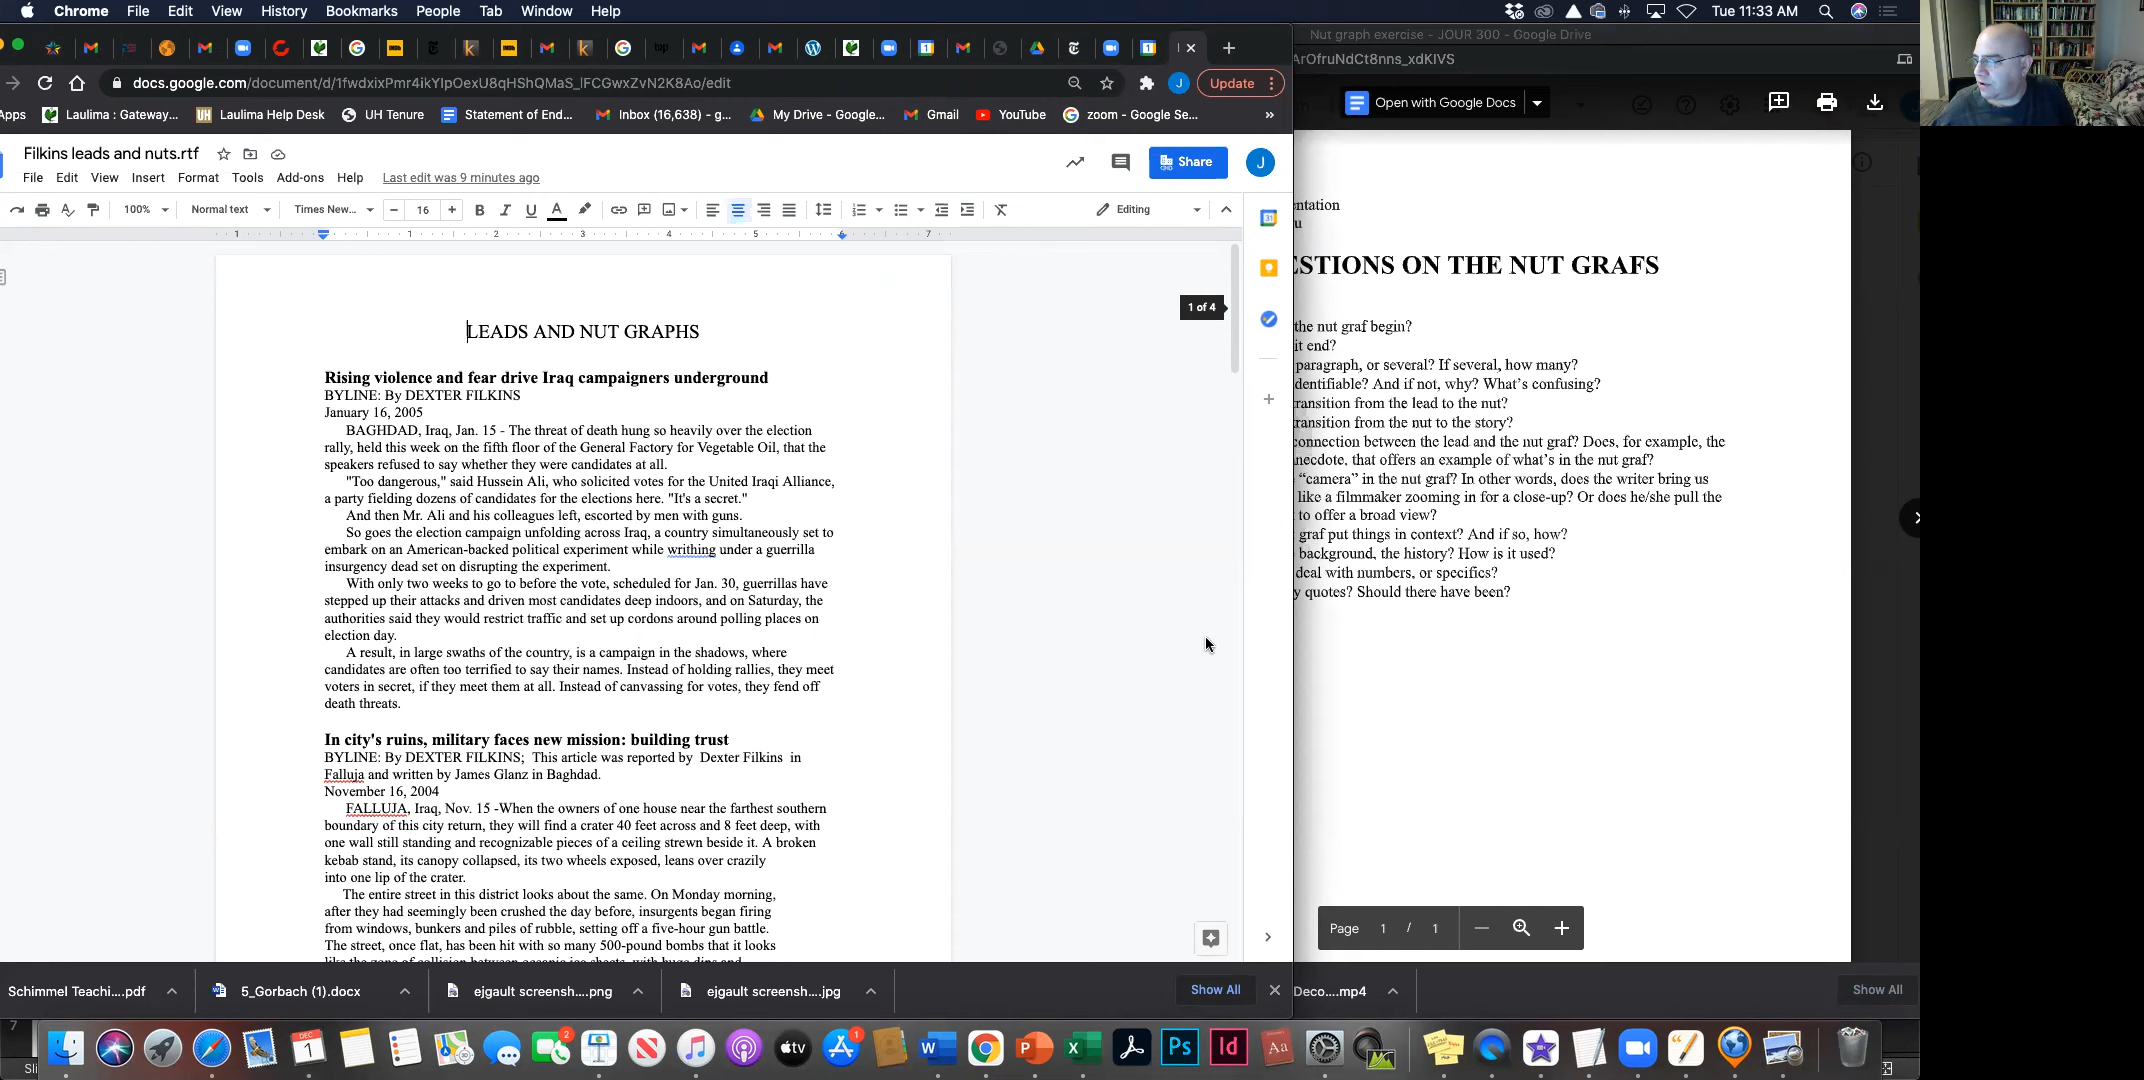 Chrome File Edit View History Bookmarks People Tab Window Help
Tue 11:33 AM
Nut graph exercise - JOUR 300 - Google Drive
docs.google.com/document/d/1fwdxixPmr4ikYIpOexU8qHShQMaS_lFCGwxZvN2K8Ao/edit
Update
ArOfruNdCt8nns_xdKIVS
Apps Laulima : Gateway... Laulima Help Desk UH Tenure Statement of End... Inbox (16,638) - g... My Drive - Google... Gmail YouTube zoom - Google Se... »
Open with Google Docs
Filkins leads and nuts.rtf
Share
J
File Edit View Insert Format Tools Add-ons Help Last edit was 9 minutes ago
100% Normal text Times New... 16 Editing
1 1 2 3 4 5 6 7
1 of 4
LEADS AND NUT GRAPHS
Rising violence and fear drive Iraq campaigners underground
BYLINE: By DEXTER FILKINS
January 16, 2005
BAGHDAD, Iraq, Jan. 15 - The threat of death hung so heavily over the election
rally, held this week on the fifth floor of the General Factory for Vegetable Oil, that the
speakers refused to say whether they were candidates at all.
"Too dangerous," said Hussein Ali, who solicited votes for the United Iraqi Alliance,
a party fielding dozens of candidates for the elections here. "It's a secret."
And then Mr. Ali and his colleagues left, escorted by men with guns.
So goes the election campaign unfolding across Iraq, a country simultaneously set to
embark on an American-backed political experiment while writhing under a guerrilla
insurgency dead set on disrupting the experiment.
With only two weeks to go to before the vote, scheduled for Jan. 30, guerrillas have
stepped up their attacks and driven most candidates deep indoors, and on Saturday, the
authorities said they would restrict traffic and set up cordons around polling places on
election day.
A result, in large swaths of the country, is a campaign in the shadows, where
candidates are often too terrified to say their names. Instead of holding rallies, they meet
voters in secret, if they meet them at all. Instead of canvassing for votes, they fend off
death threats.
In city's ruins, military faces new mission: building trust
BYLINE: By DEXTER FILKINS; This article was reported by Dexter Filkins in
Falluja and written by James Glanz in Baghdad.
November 16, 2004
FALLUJA, Iraq, Nov. 15 -When the owners of one house near the farthest southern
boundary of this city return, they will find a crater 40 feet across and 8 feet deep, with
one wall still standing and recognizable pieces of a ceiling strewn beside it. A broken
kebab stand, its canopy collapsed, its two wheels exposed, leans over crazily
into one lip of the crater.
The entire street in this district looks about the same. On Monday morning,
after they had seemingly been crushed the day before, insurgents began firing
from windows, bunkers and piles of rubble, setting off a five-hour gun battle.
The street, once flat, has been hit with so many 500-pound bombs that it looks
like the zone of collision between oceanic ice sheets, with huge dips and
entation
u
ESTIONS ON THE NUT GRAFS
the nut graf begin?
it end?
paragraph, or several? If several, how many?
dentifiable? And if not, why? What's confusing?
transition from the lead to the nut?
transition from the nut to the story?
connection between the lead and the nut graf? Does, for example, the
necdote, that offers an example of what's in the nut graf?
"camera" in the nut graf? In other words, does the writer bring us
like a filmmaker zooming in for a close-up? Or does he/she pull the
to offer a broad view?
graf put things in context? And if so, how?
background, the history? How is it used?
deal with numbers, or specifics?
y quotes? Should there have been?
Page 1 / 1
Schimmel Teachi....pdf 5_Gorbach (1).docx ejgault screensh....png ejgault screensh....jpg Show All
Deco....mp4 Show All